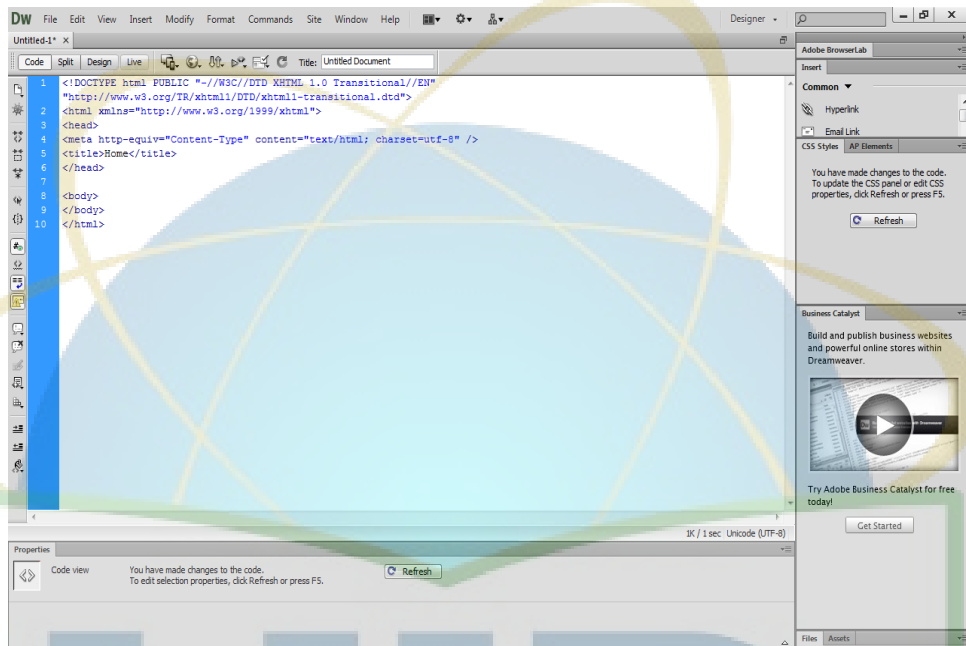 DW File Edit View Insert Modify Format Commands Site Window Help Designer
Untitled-1* ×
Code Split Design Live Title: Untitled Document
1 <!DOCTYPE html PUBLIC "-//W3C//DTD XHTML 1.0 Transitional//EN"
"http://www.w3.org/TR/xhtml1/DTD/xhtml1-transitional.dtd">
2 <html xmlns="http://www.w3.org/1999/xhtml">
3 <head>
4 <meta http-equiv="Content-Type" content="text/html; charset=utf-8" />
5 <title>Home</title>
6 </head>
7
8 <body>
9 </body>
10 </html>
1K / 1 sec Unicode (UTF-8)
Properties
Code view
You have made changes to the code.
To edit selection properties, click Refresh or press F5.
Refresh
Adobe BrowserLab
Insert
Common
Hyperlink
Email Link
CSS Styles AP Elements
You have made changes to the code.
To update the CSS panel or edit CSS
properties, click Refresh or press F5.
Refresh
Business Catalyst
Build and publish business websites
and powerful online stores within
Dreamweaver.
Try Adobe Business Catalyst for free
today!
Get Started
Files Assets